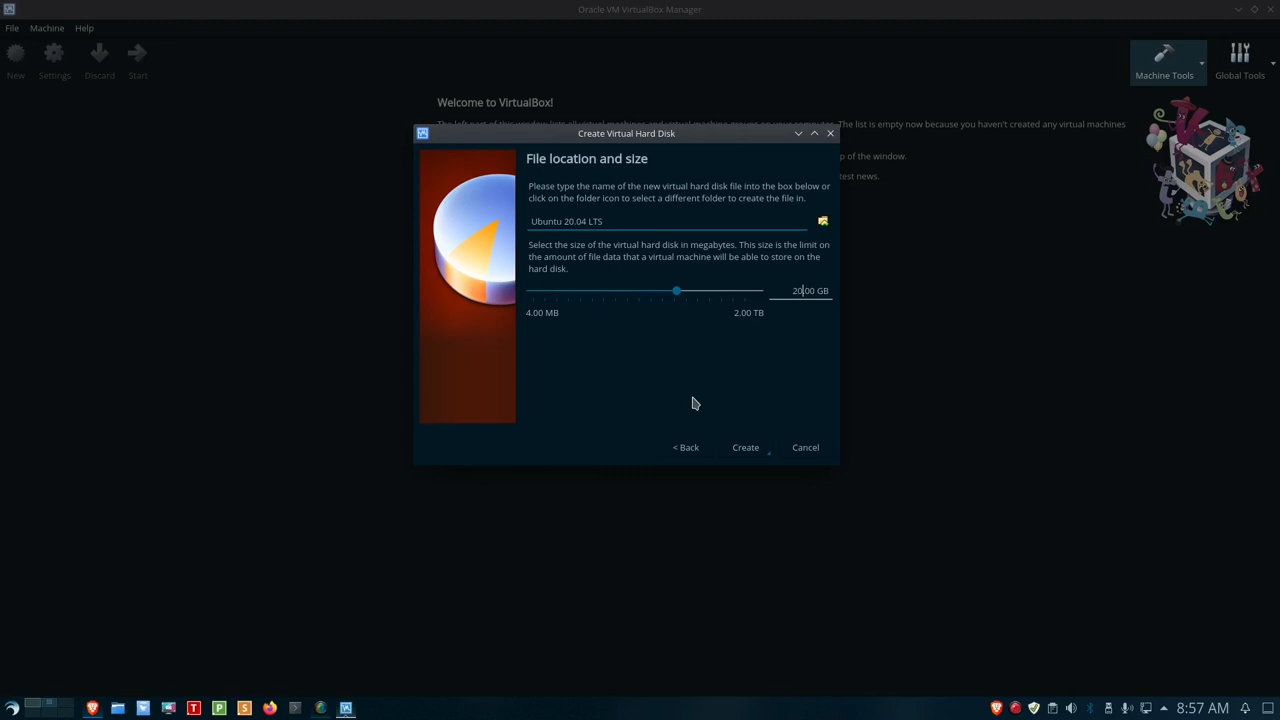 Oracle VM VirtualBox Manager
File Machine Help
New Settings Discard Start
Machine Tools Global Tools
Welcome to VirtualBox!
The list is empty now because you haven't created any virtual machines
Create Virtual Hard Disk
File location and size
p of the window.
test news.
Please type the name of the new virtual hard disk file into the box below or
click on the folder icon to select a different folder to create the file in.
Ubuntu 20.04 LTS
Select the size of the virtual hard disk in megabytes. This size is the limit on
the amount of file data that a virtual machine will be able to store on the
hard disk.
20.00 GB
4.00 MB 2.00 TB
< Back Create Cancel
T P S
8:57 AM